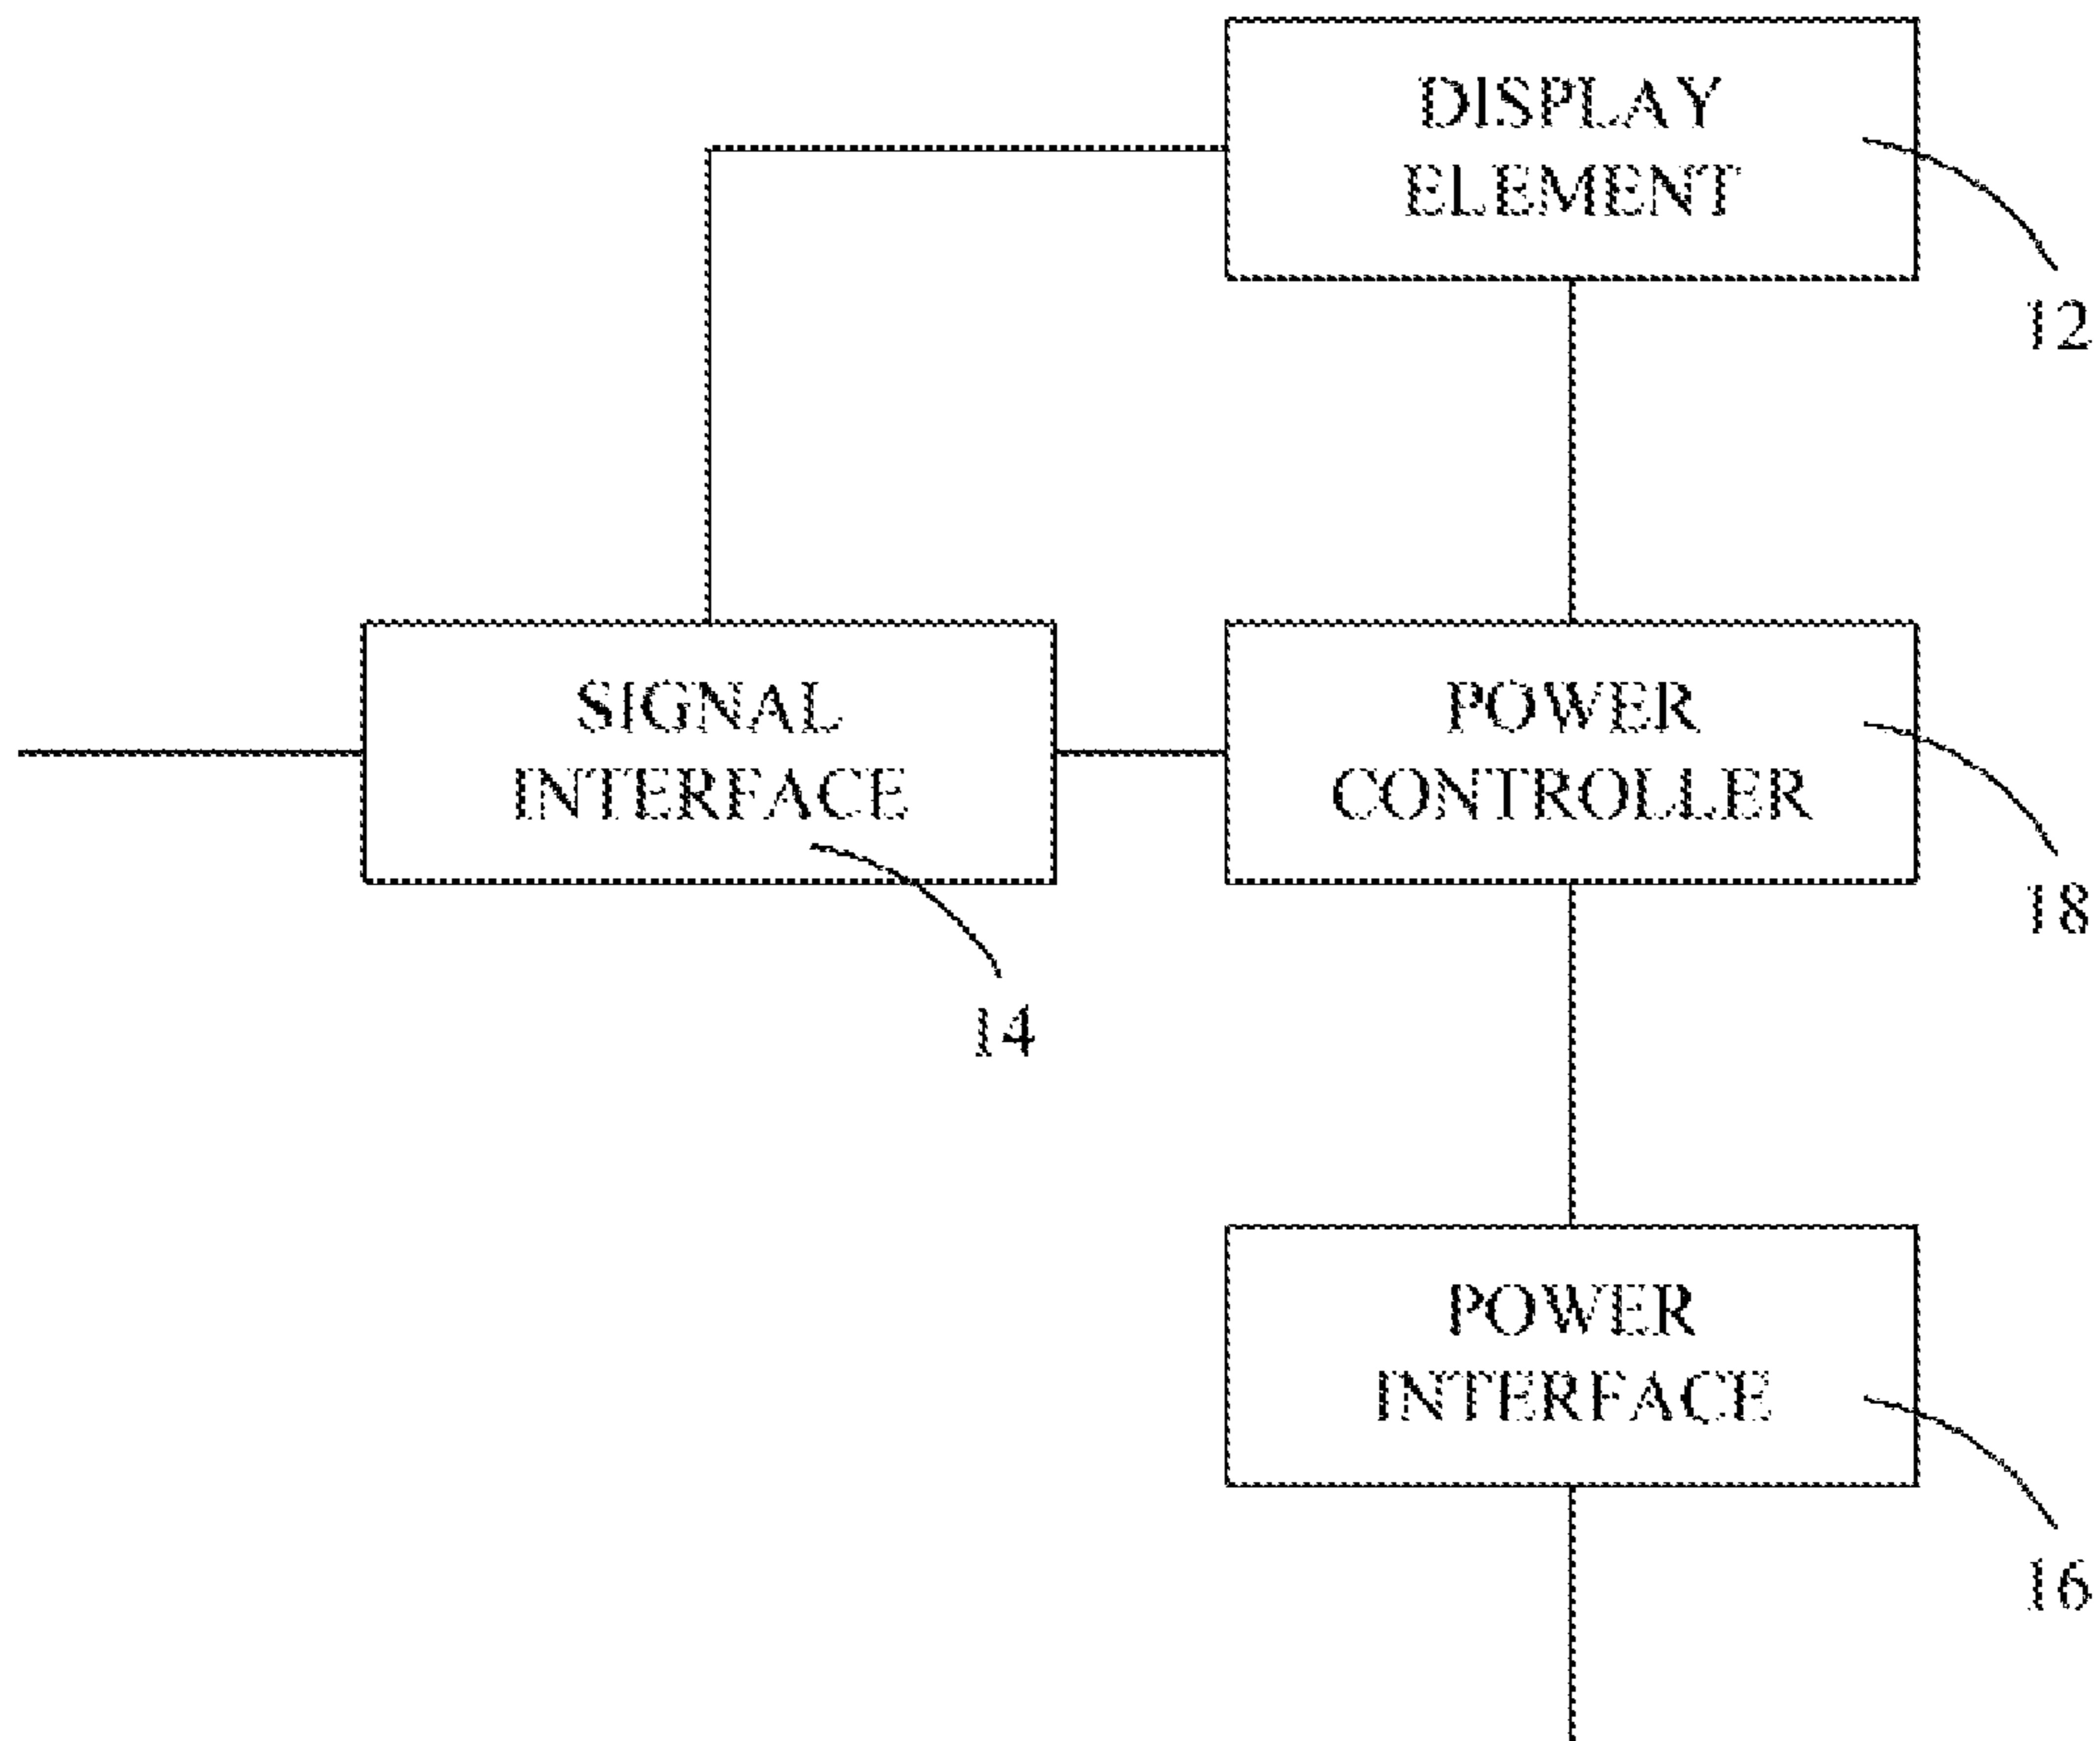 DISPLAY
ELEMENT
12
SIGNAL
INTERFACE
14
POWER
CONTROLLER
18
POWER
INTERFACE
16